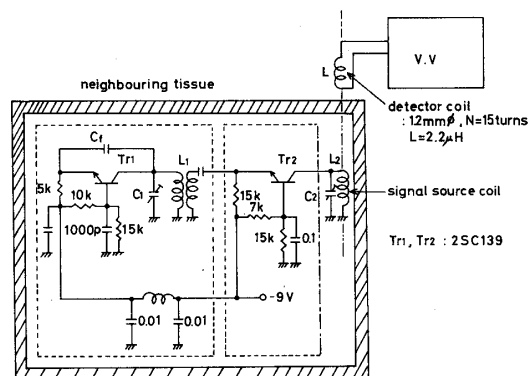 V.V
L
neighbouring tissue
detector coil
: 1.2mmϕ, N=15turns
L=2.2μH
Cf
Tr1
L1
Tr2
L2
5k
10k
C1
15k
7k
C2
signal source coil
1000p
15k
15k
0.1
Tr1, Tr2 : 2SC139
-9V
0.01
0.01